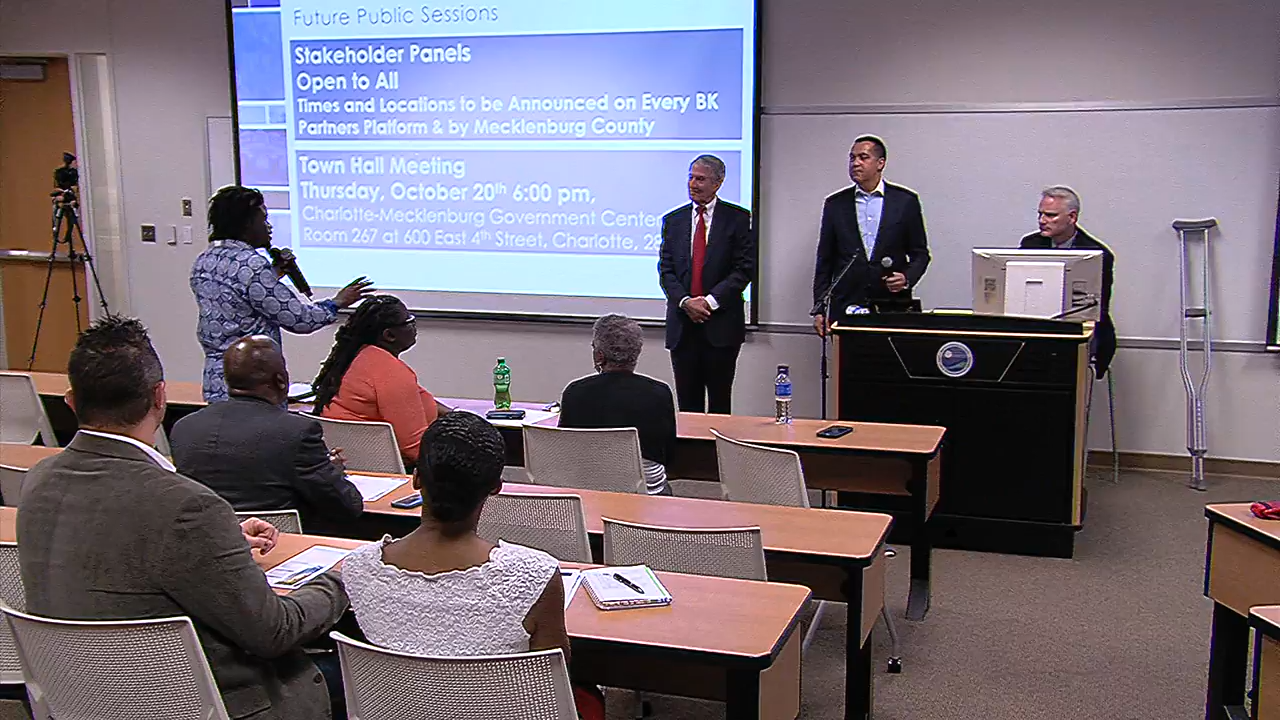 Future Public Sessions
Stakeholder Panels
Open to All
Times and Locations to be Announced on Every BK
Partners Platform & by Mecklenburg County
Town Hall Meeting
Thursday, October 20th 6:00 pm,
Charlotte-Mecklenburg Government Center
Room 267 at 600 East 4th Street, Charlotte, 28